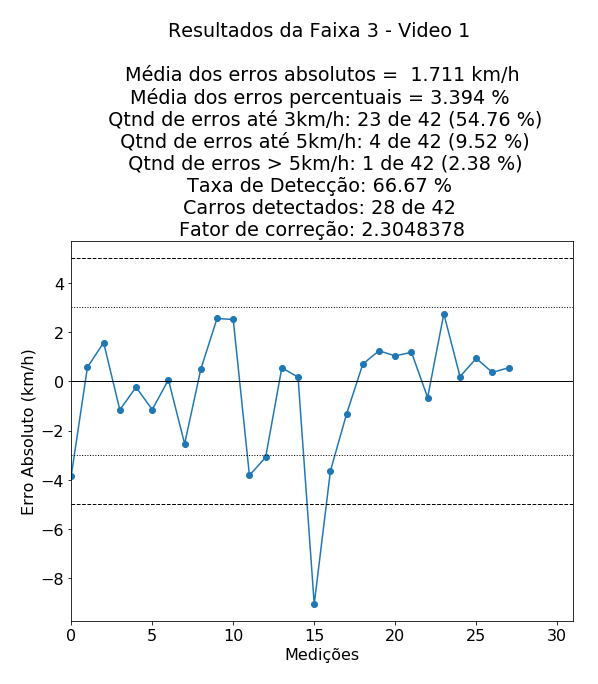 Resultados da Faixa 3 - Video 1
Média dos erros absolutos =  1.711 km/h
Média dos erros percentuais = 3.394 %
Qtnd de erros até 3km/h: 23 de 42 (54.76 %)
Qtnd de erros até 5km/h: 4 de 42 (9.52 %)
Qtnd de erros > 5km/h: 1 de 42 (2.38 %)
Taxa de Detecção: 66.67 %
Carros detectados: 28 de 42
Fator de correção: 2.3048378
Erro Absoluto (km/h)
4
2
0
−2
−4
−6
−8
0 5 10 15 20 25 30
Medições